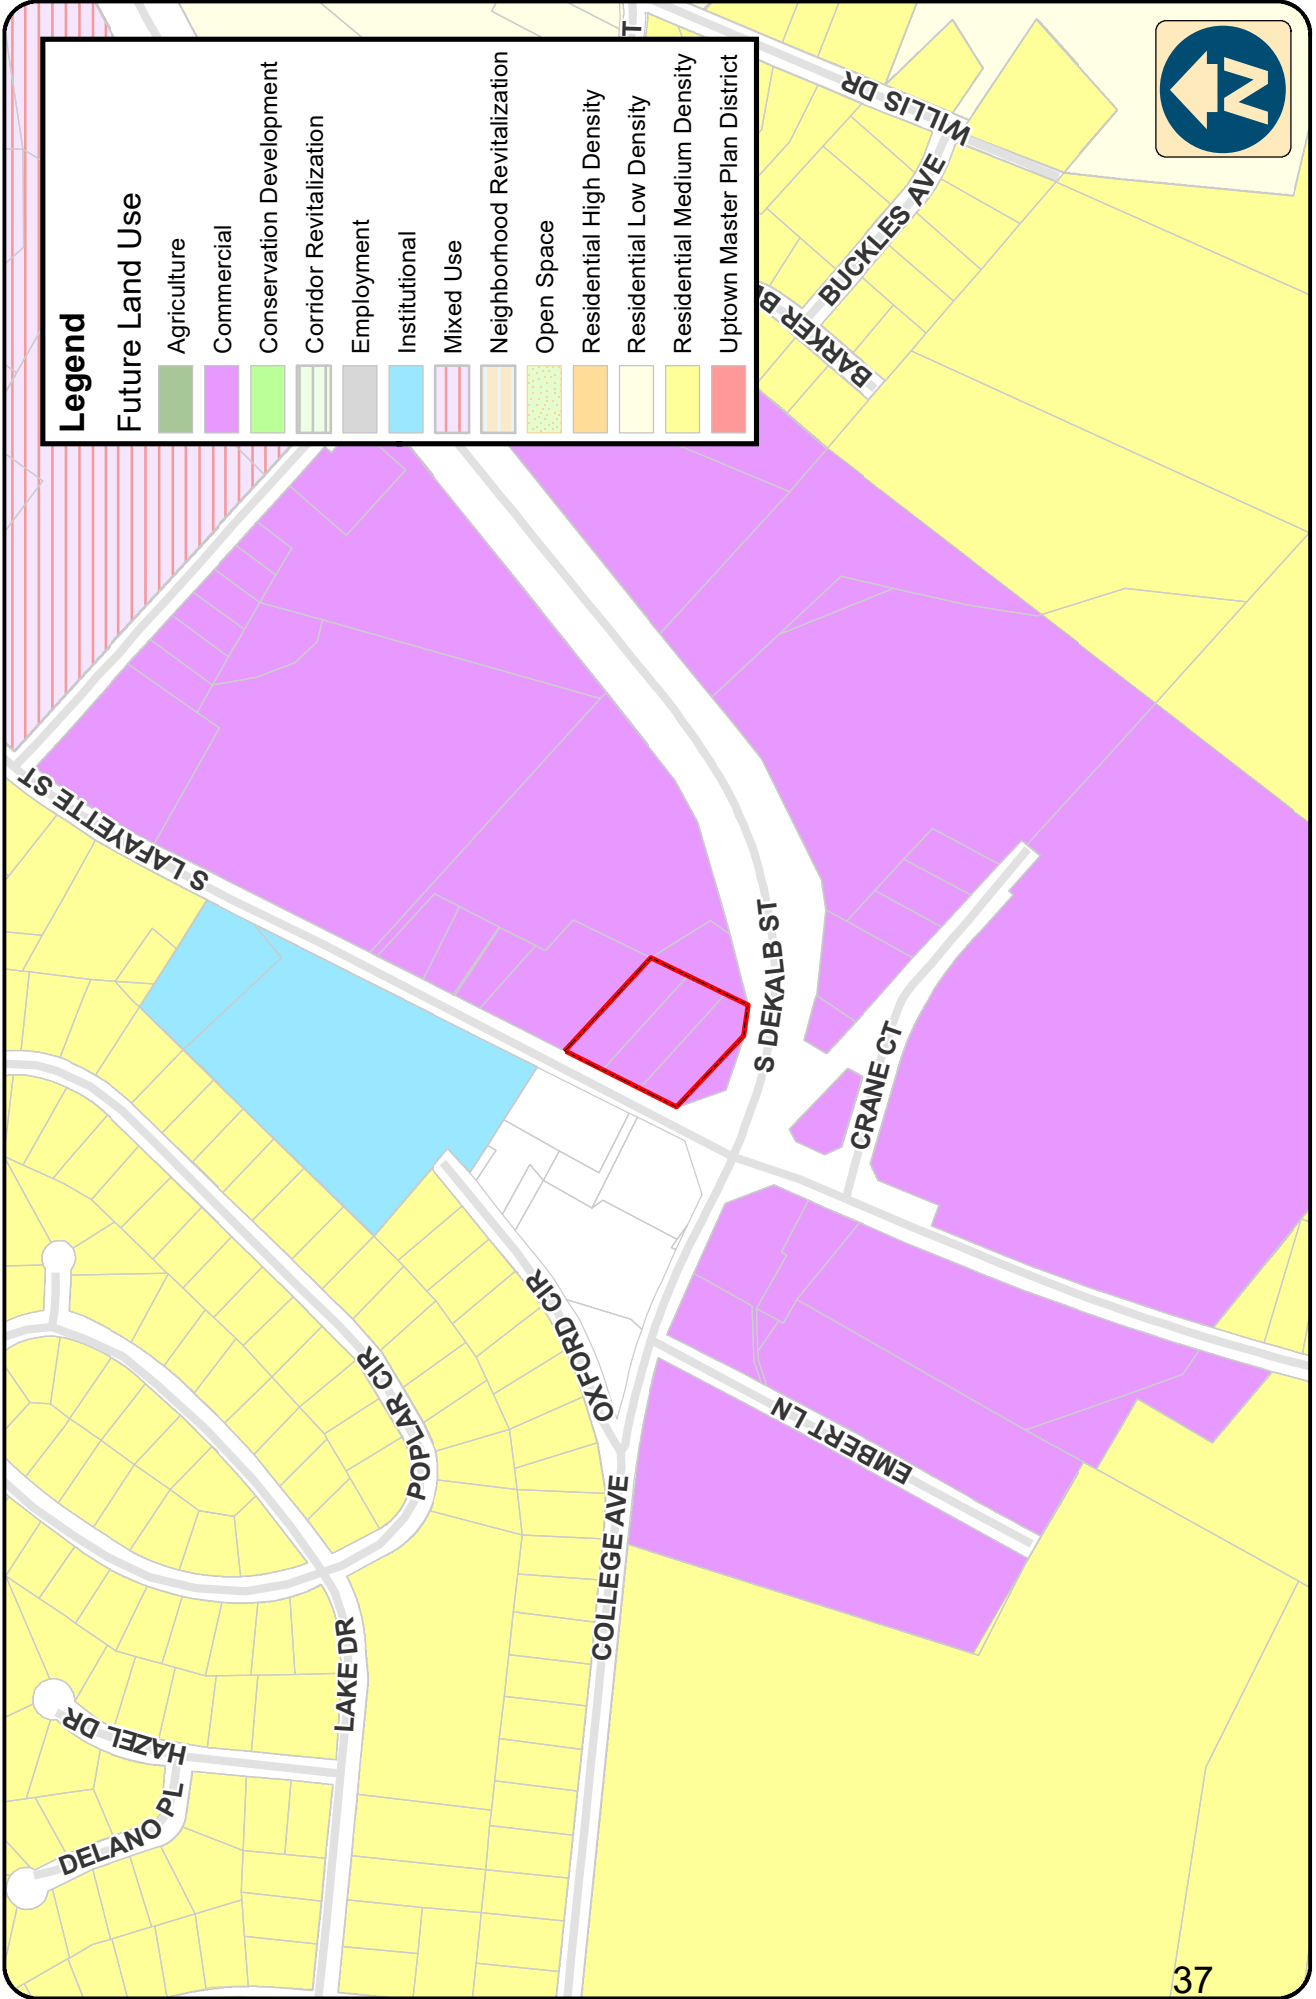 Legend
Future Land Use
Agriculture
Commercial
Conservation Development
Corridor Revitalization
Employment
Institutional
Mixed Use
Neighborhood Revitalization
Open Space
Residential High Density
Residential Low Density
Residential Medium Density
Uptown Master Plan District
N
T
WILLIS DR
BUCKLES AVE
BARKER B
S LAFAYETTE ST
S DEKALB ST
CRANE CT
OXFORD CIR
POPLAR CIR
EMBERT LN
COLLEGE AVE
LAKE DR
HAZEL DR
DELANO PL
37